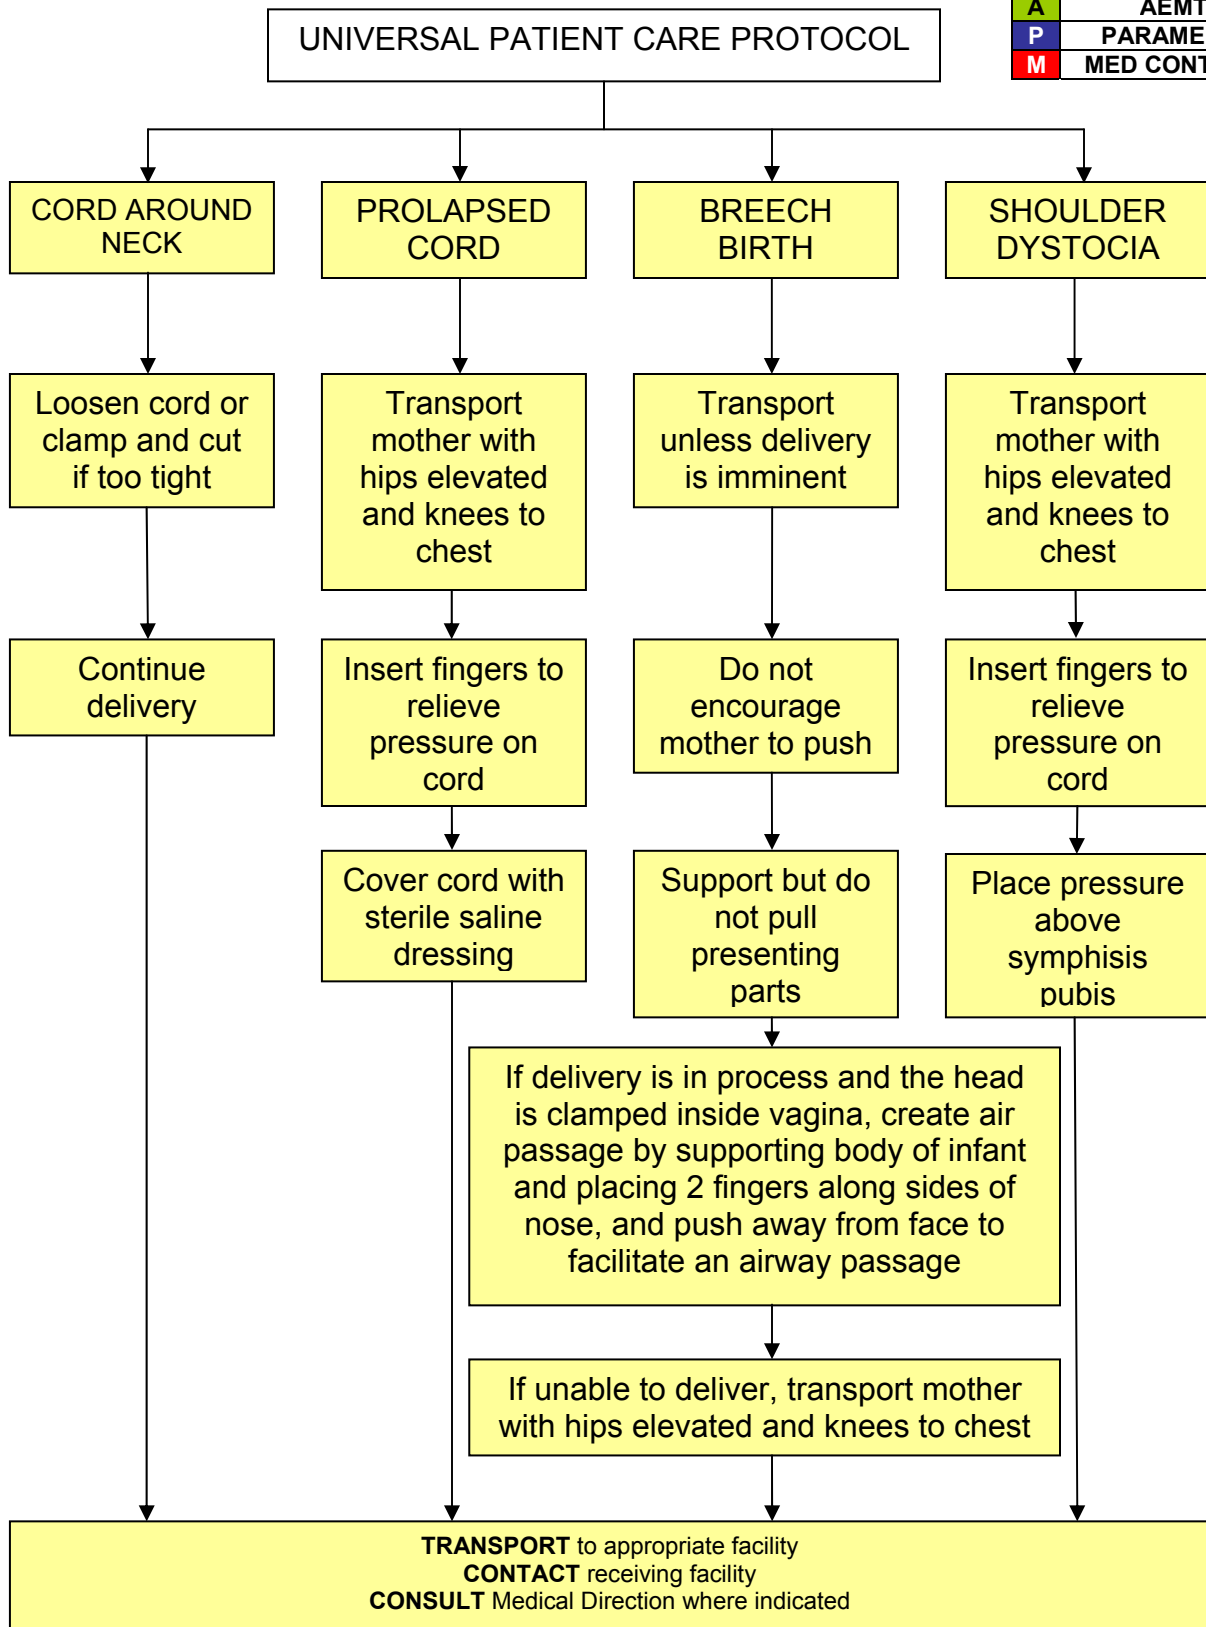 A AEMT
P PARAME
M MED CONT
UNIVERSAL PATIENT CARE PROTOCOL
CORD AROUND
NECK
Loosen cord or
clamp and cut
if too tight
Continue
delivery
PROLAPSED
CORD
Transport
mother with
hips elevated
and knees to
chest
Insert fingers to
relieve
pressure on
cord
Cover cord with
sterile saline
dressing
BREECH
BIRTH
Transport
unless delivery
is imminent
Do not
encourage
mother to push
Support but do
not pull
presenting
parts
If delivery is in process and the head
is clamped inside vagina, create air
passage by supporting body of infant
and placing 2 fingers along sides of
nose, and push away from face to
facilitate an airway passage
If unable to deliver, transport mother
with hips elevated and knees to chest
SHOULDER
DYSTOCIA
Transport
mother with
hips elevated
and knees to
chest
Insert fingers to
relieve
pressure on
cord
Place pressure
above
symphisis
pubis
TRANSPORT to appropriate facility
CONTACT receiving facility
CONSULT Medical Direction where indicated